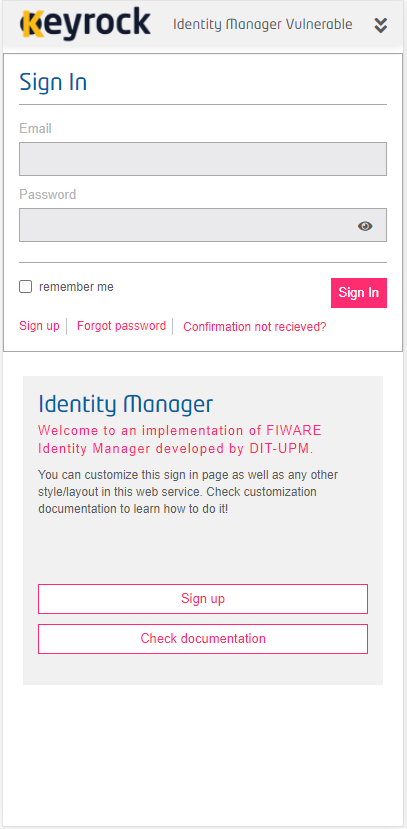 Keyrock
Identity Manager Vulnerable
Sign In
Email
Password
remember me
Sign In
Sign up
Forgot password
Confirmation not recieved?
Identity Manager
Welcome to an implementation of FIWARE
Identity Manager developed by DIT-UPM.
You can customize this sign in page as well as any other
style/layout in this web service. Check customization
documentation to learn how to do it!
Sign up
Check documentation